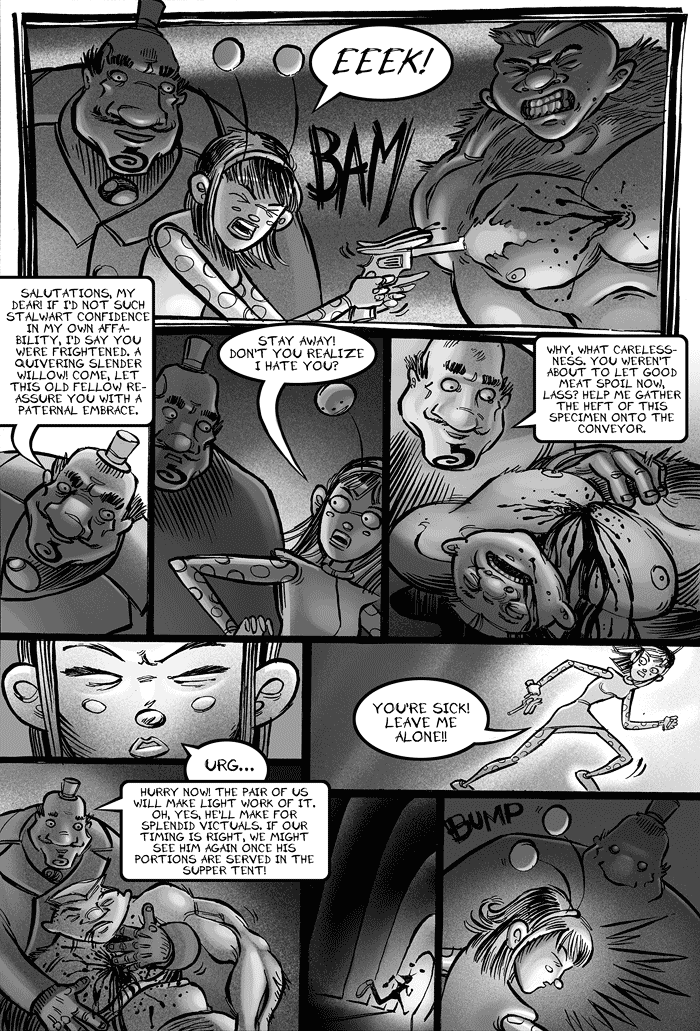 EEEK!
BAM
SALUTATIONS, MY
DEAR! IF I'D NOT SUCH
STALWART CONFIDENCE
IN MY OWN AFFA-
BILITY, I'D SAY YOU
WERE FRIGHTENED. A
QUIVERING SLENDER
WILLOW! COME, LET
THIS OLD FELLOW RE-
ASSURE YOU WITH A
PATERNAL EMBRACE.
STAY AWAY!
DON'T YOU REALIZE
I HATE YOU?
WHY, WHAT CARELESS-
NESS. YOU WEREN'T
ABOUT TO LET GOOD
MEAT SPOIL NOW,
LASS? HELP ME GATHER
THE HEFT OF THIS
SPECIMEN ONTO THE
CONVEYOR.
URG...
YOU'RE SICK!
LEAVE ME
ALONE!!
HURRY NOW! THE PAIR OF US
WILL MAKE LIGHT WORK OF IT.
OH, YES, HE'LL MAKE FOR
SPLENDID VICTUALS. IF OUR
TIMING IS RIGHT, WE MIGHT
SEE HIM AGAIN ONCE HIS
PORTIONS ARE SERVED IN THE
SUPPER TENT!
BUMP